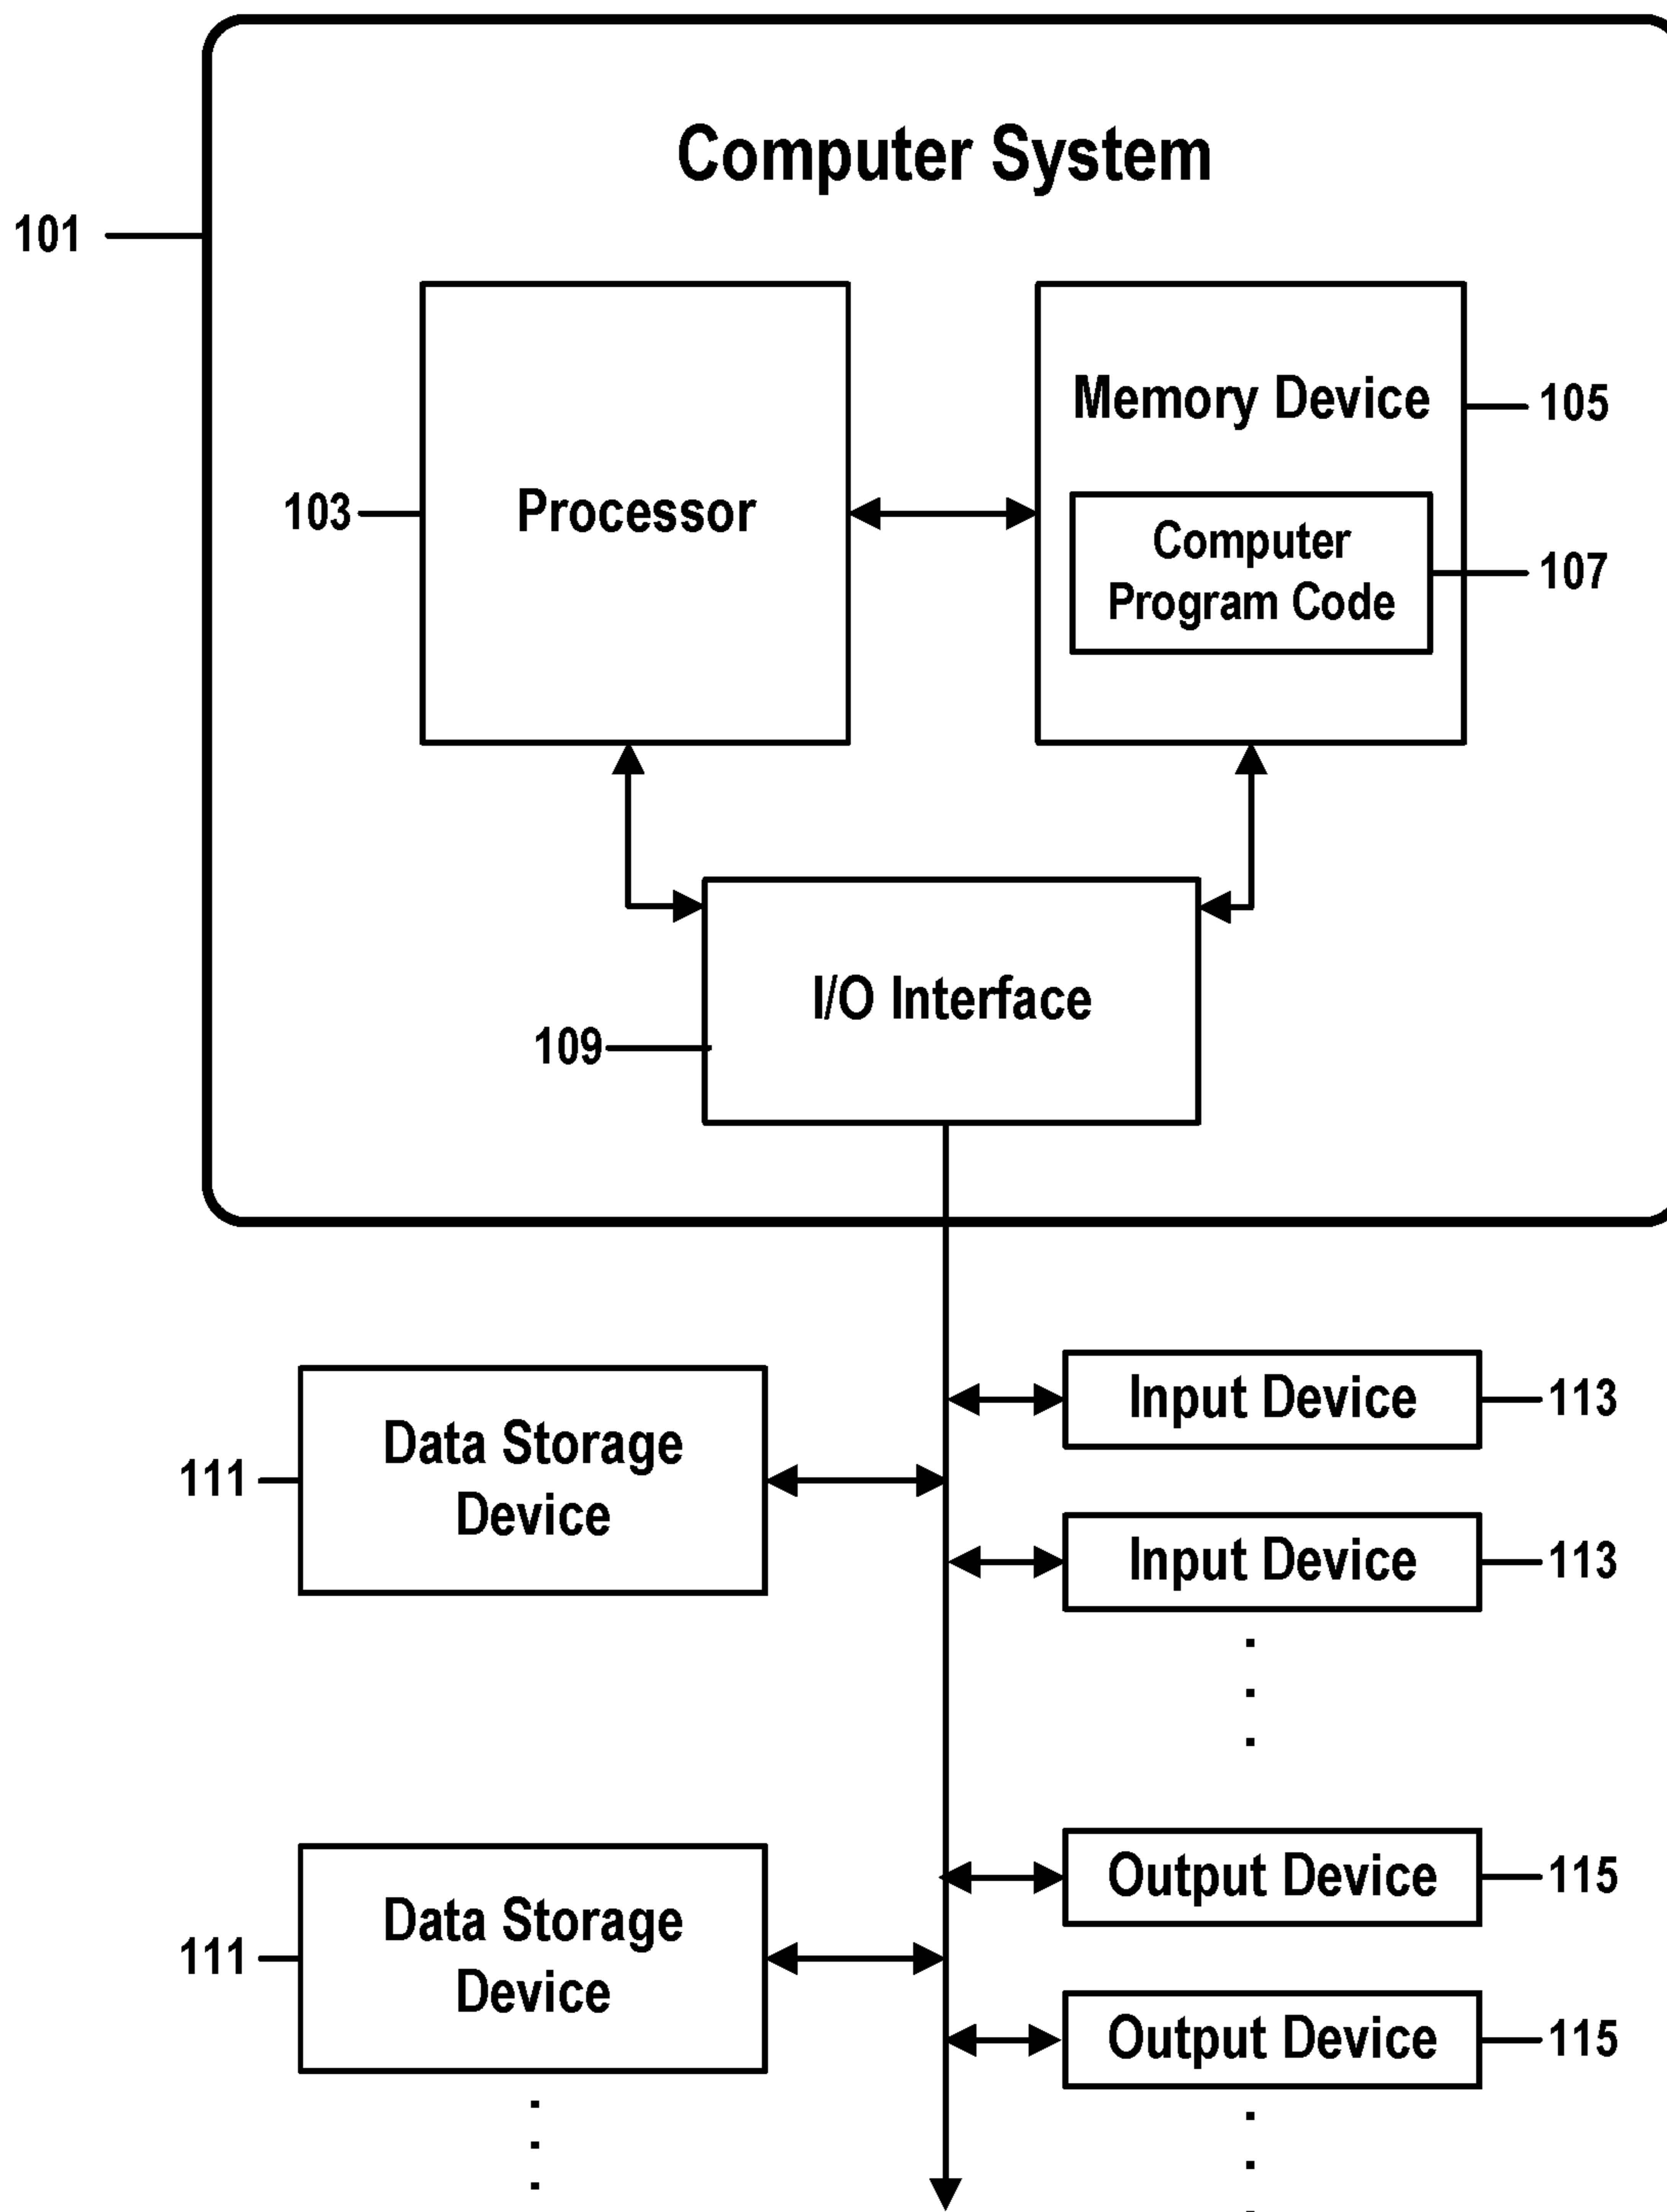 Computer System
101
Processor
103
Memory Device
105
Computer
Program Code
107
I/O Interface
109
Data Storage
Device
111
Input Device
113
Input Device
113
Data Storage
Device
111
Output Device
115
Output Device
115